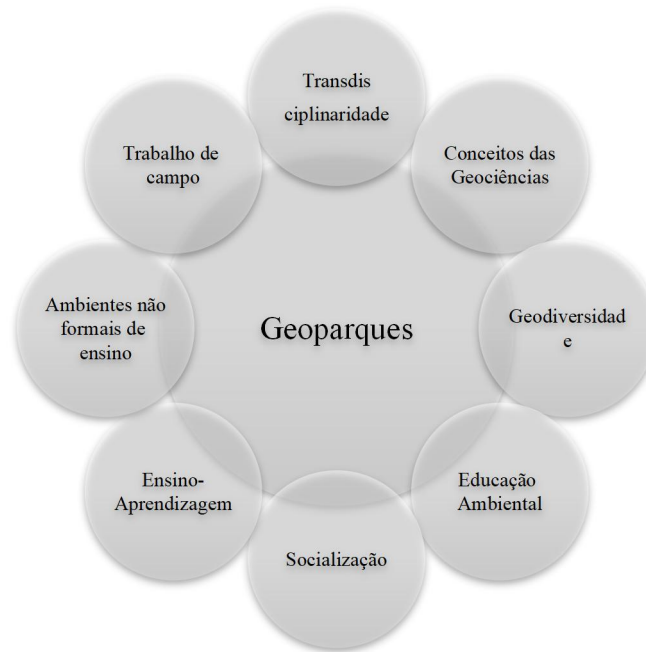 Transdis
ciplinaridade
Conceitos das
Geociências
Geodiversidad
e
Educação
Ambiental
Socialização
Ensino-
Aprendizagem
Ambientes não
formais de
ensino
Trabalho de
campo
Geoparques